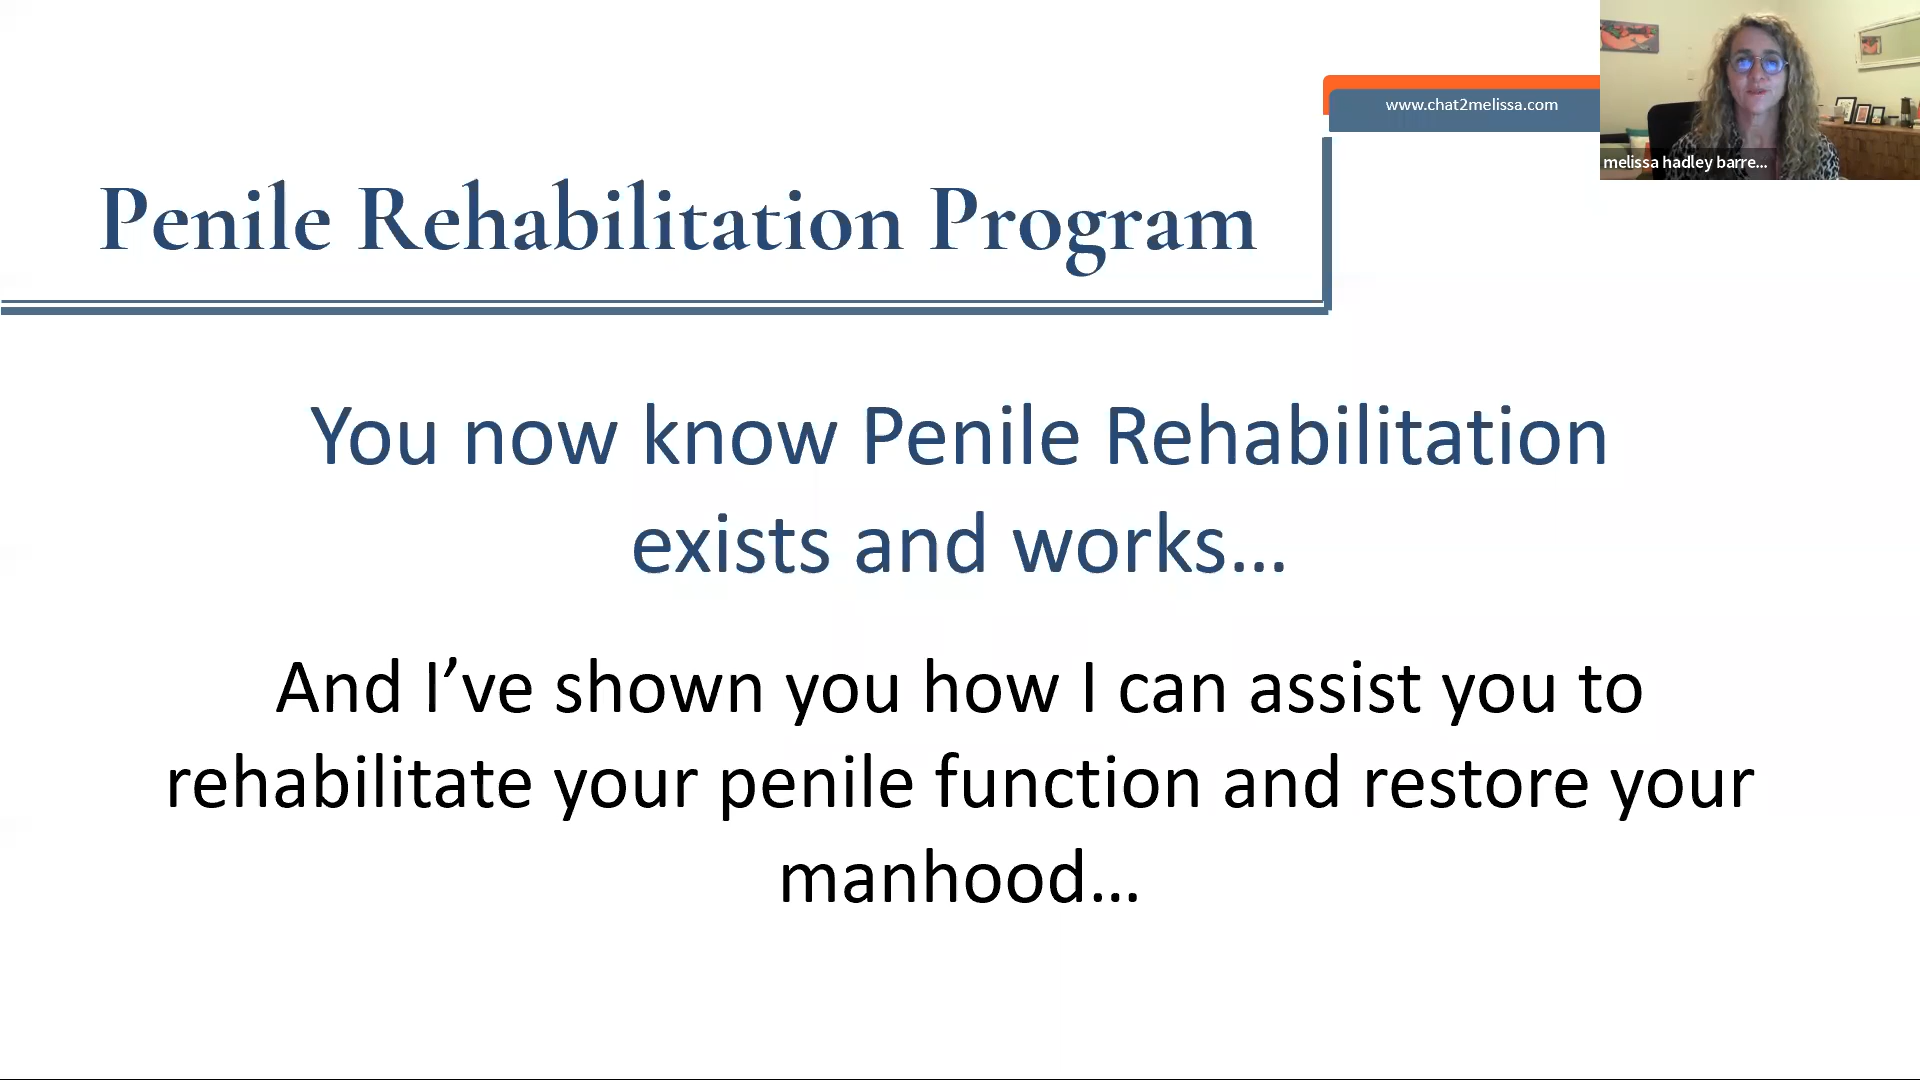 www.chat2melissa.com
melissa hadley barre...
Penile Rehabilitation Program
You now know Penile Rehabilitation
exists and works...
And I’ve shown you how I can assist you to
rehabilitate your penile function and restore your
manhood...